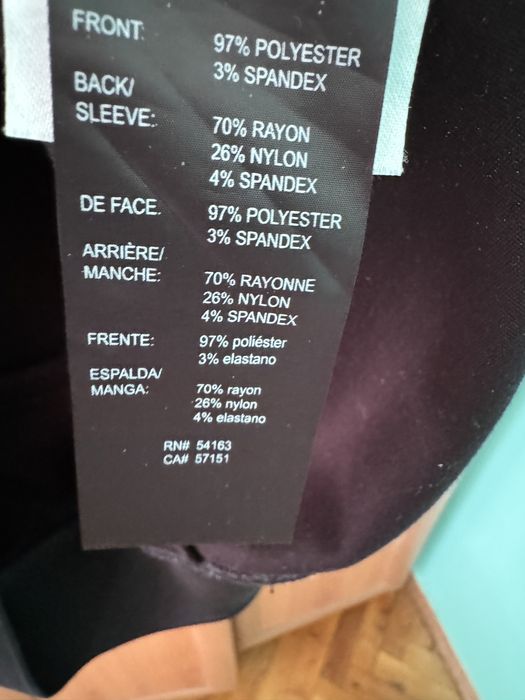 FRONT: 97% POLYESTER
3% SPANDEX
BACK/
SLEEVE: 70% RAYON
26% NYLON
4% SPANDEX
DE FACE: 97% POLYESTER
3% SPANDEX
ARRIÈRE/
MANCHE: 70% RAYONNE
26% NYLON
4% SPANDEX
FRENTE: 97% poliéster
3% elastano
ESPALDA/
MANGA: 70% rayon
26% nylon
4% elastano
RN# 54163
CA# 57151